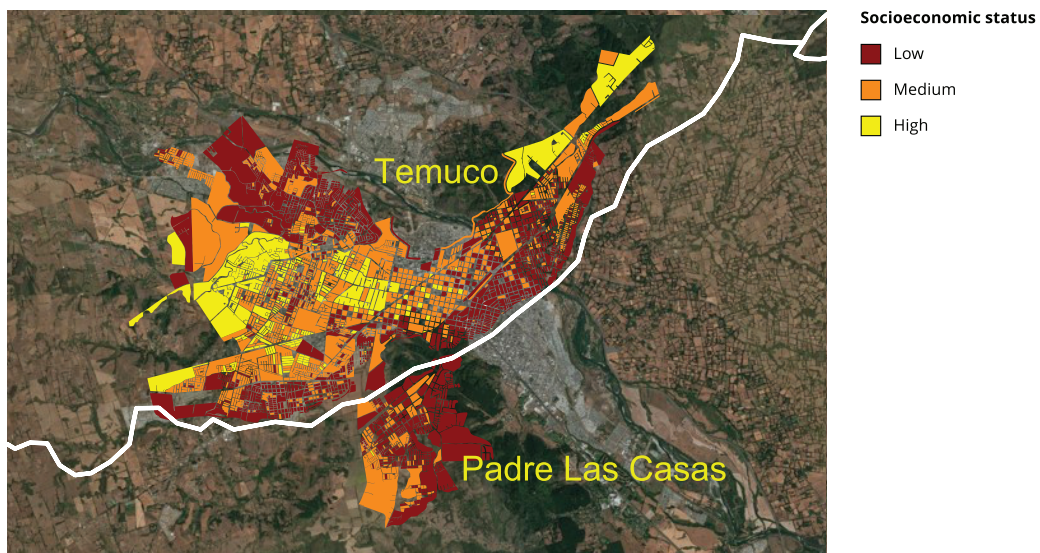 Socioeconomic status
Low
Medium
High
Temuco
Padre Las Casas